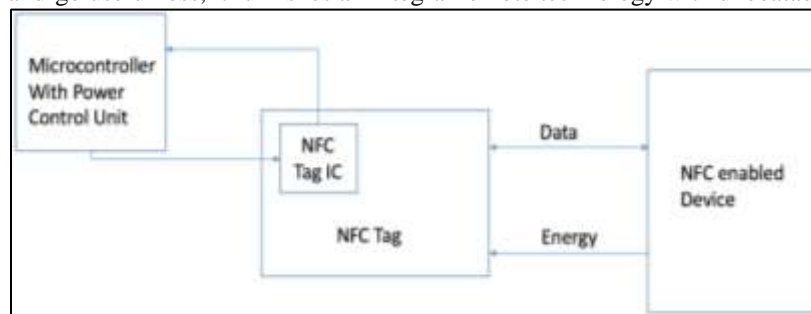 Microcontroller
With Power
Control Unit
NFC
Tag IC
NFC Tag
Data
Energy
NFC enabled
Device